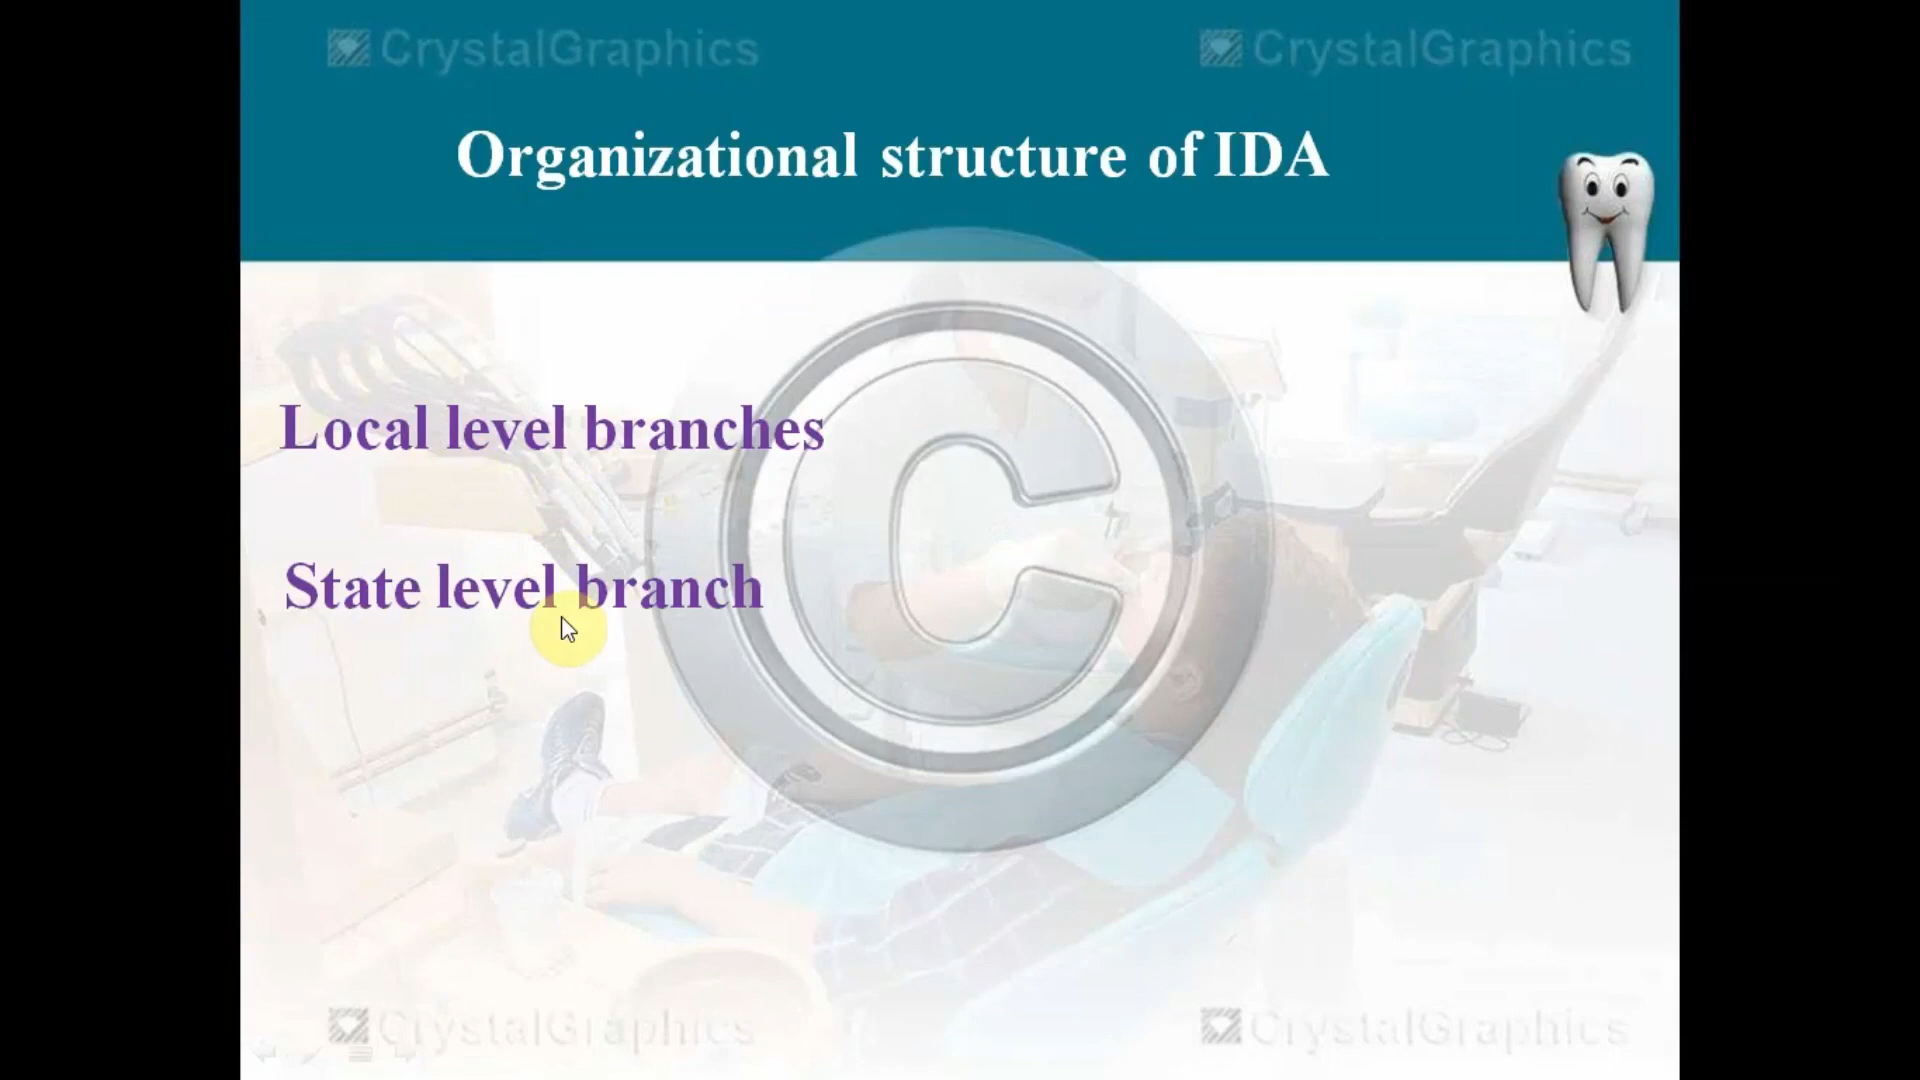 CrystalGraphics CrystalGraphics
Organizational structure of IDA
Local level branches
State level branch
C
CrystalGraphics CrystalGraphics